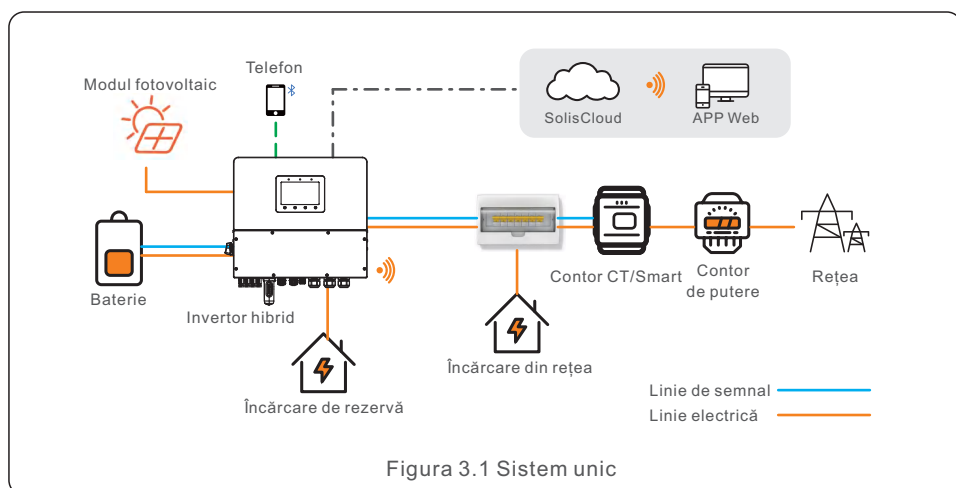 Telefon
Modul fotovoltaic
SolisCloud
APP Web
Contor CT/Smart
Contor
de putere
Rețea
Baterie
Invertor hibrid
Încărcare de rezervă
Încărcare din rețea
Linie de semnal
Linie electrică
Figura 3.1 Sistem unic